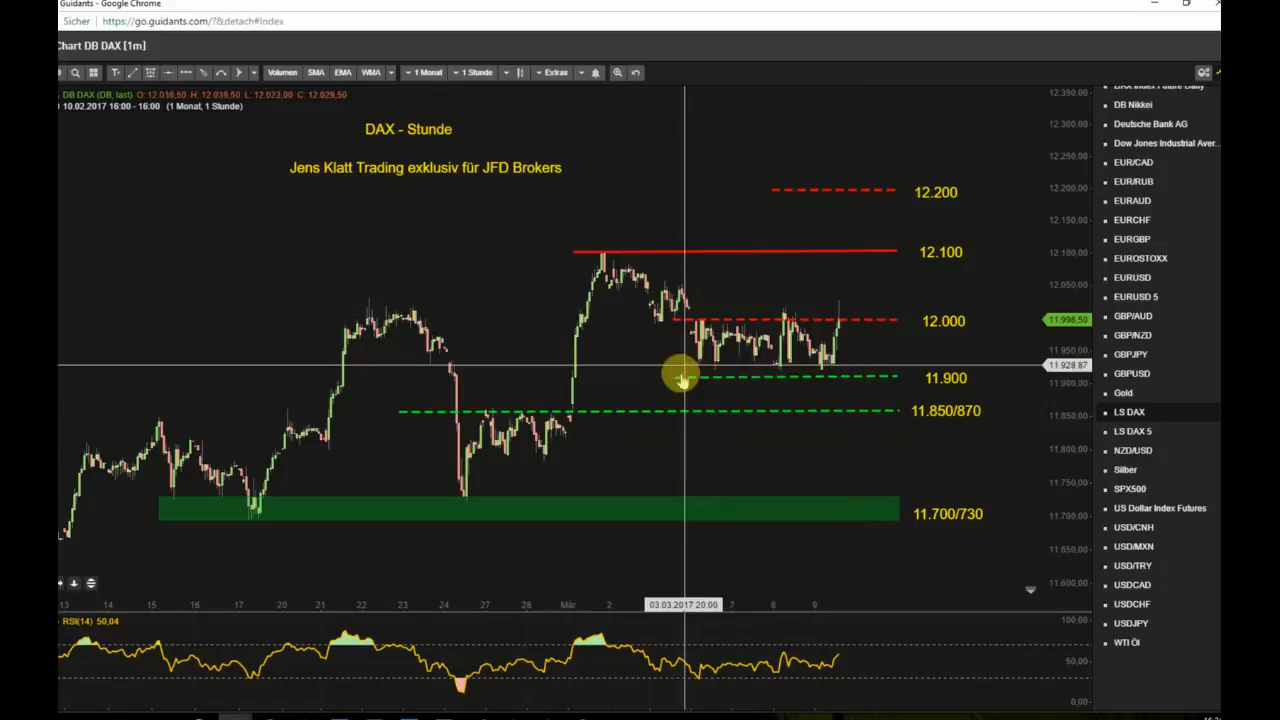 Guidants - Google Chrome
Sicher https://go.guidants.com/?&detach#Index
Chart DB DAX [1m]
Volumen SMA EMA WMA 1 Monat 1 Stunde Extras
DB DAX (DB, last) O: 12.036,50 H: 12.038,50 L: 12.023,00 C: 12.029,50
10.02.2017 16:00 - 16:00 (1 Monat, 1 Stunde)
DAX - Stunde
Jens Klatt Trading exklusiv für JFD Brokers
12.200
12.100
12.000
11.900
11.850/870
11.700/730
12.350,00
12.300,00
12.250,00
12.200,00
12.150,00
12.100,00
12.050,00
11.998,50
11.950,00
11.928,87
11.900,00
11.850,00
11.800,00
11.750,00
11.700,00
11.650,00
11.600,00
13 14 15 16 17 20 21 22 23 24 27 28 Mär 2 03.03.2017 20:00 7 8 9
RSI(14) 50,04
100,00
50,00
0,00
DAX Index Future Daily
DB Nikkei
Deutsche Bank AG
Dow Jones Industrial Aver...
EUR/CAD
EUR/RUB
EURAUD
EURCHF
EURGBP
EUROSTOXX
EURUSD
EURUSD 5
GBP/AUD
GBP/NZD
GBPJPY
GBPUSD
Gold
LS DAX
LS DAX 5
NZD/USD
Silber
SPX500
US Dollar Index Futures
USD/CNH
USD/MXN
USD/TRY
USDCAD
USDCHF
USDJPY
WTI Öl